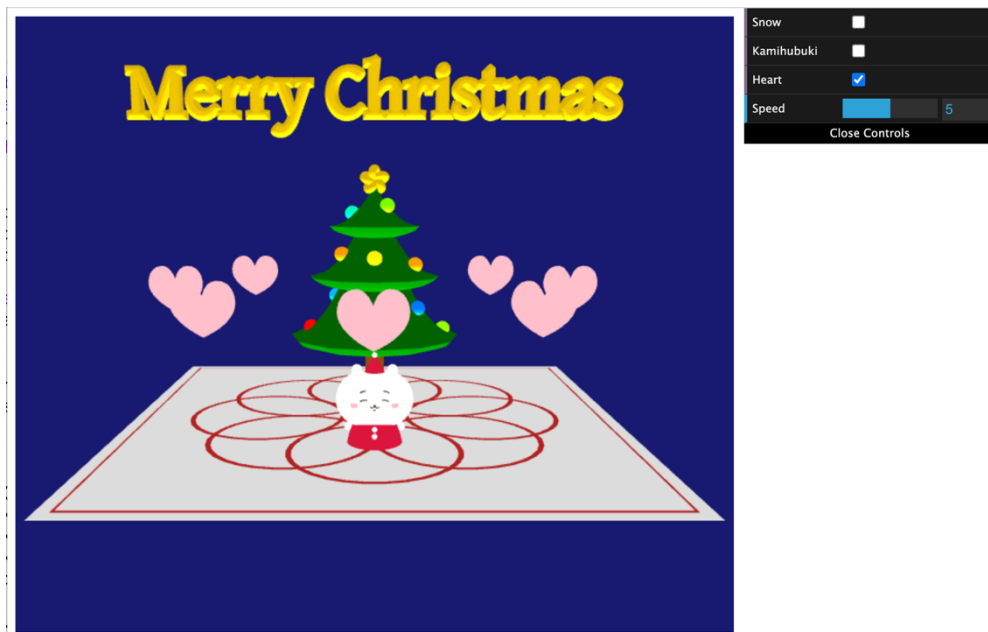 Merry Christmas
Snow
Kamihubuki
Heart
Speed 5
Close Controls